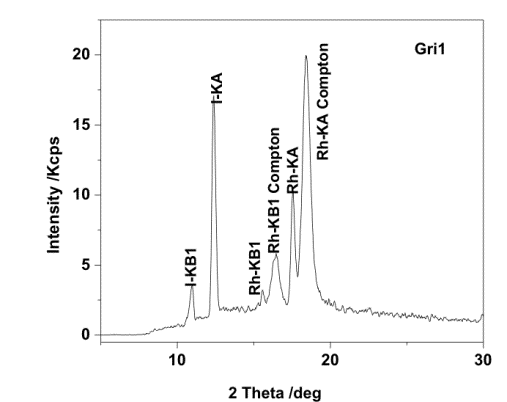 Gri1
Intensity /Kcps
20
15
10
5
0
I-KB1
I-KA
Rh-KB1
Rh-KB1 Compton
Rh-KA
Rh-KA Compton
10
20
30
2 Theta /deg